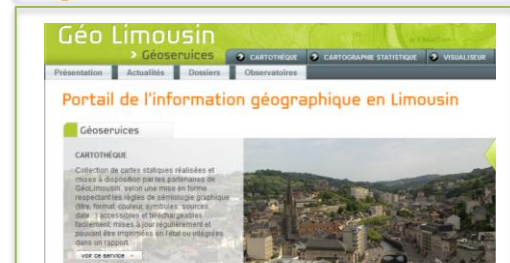 Géo Limousin
> Géoseruices
CARTOTHÈQUE
CARTOGRAPHIE STATISTIQUE
VISUALISEUR
Présentation
Actualités
Dossiers
Observatoires
Portail de l'information géographique en Limousin
Géoseruices
CARTOTHÉQUE
Collection de cartes statiques réalisées et
mises à disposition par les partenaires de
GéoLimousin, selon une mise en forme
respectant les règles de sémiologie graphique
(titre, format, couleur, symboles, sources,
date...) accessibles et téléchargeables
facilement, mises à jour régulièrement et
pouvant être imprimées en l'état ou intégrées
dans un rapport.
voir ce service